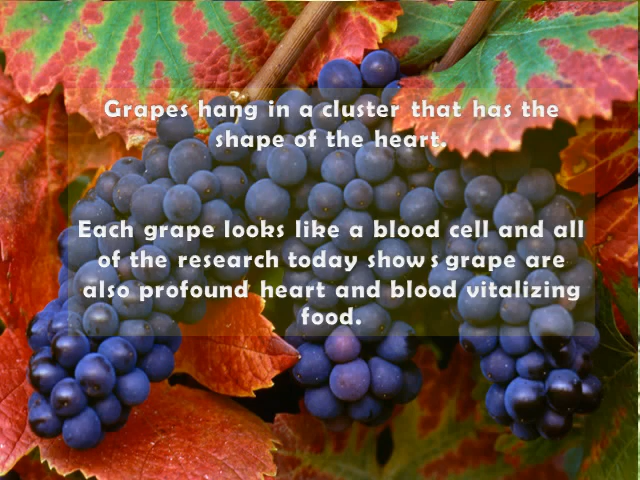 Grapes hang in a cluster that has the
shape of the heart.
Each grape looks like a blood cell and all
of the research today shows grape are
also profound heart and blood vitalizing
food.